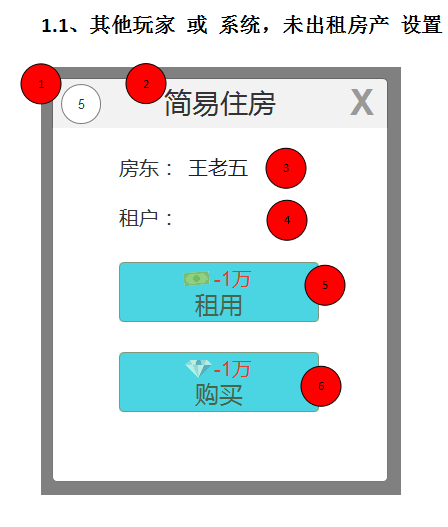 1.1、其他玩家 或 系统，未出租房产 设置
1 2
5 简易住房 X
房东： 王老五 3
租户： 4
-1万 5
租用
-1万 6
购买